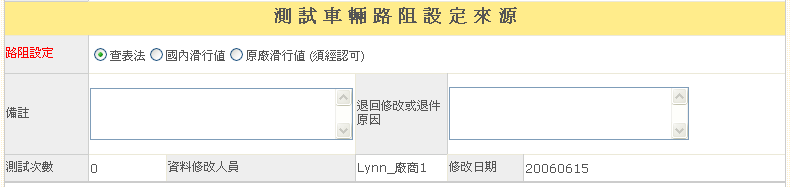 測試車輛路阻設定來源
路阻設定 查表法 國內滑行值 原廠滑行值 (須經認可)
備註 退回修改或退件
原因
測試次數 0 資料修改人員 Lynn_廠商1 修改日期 20060615